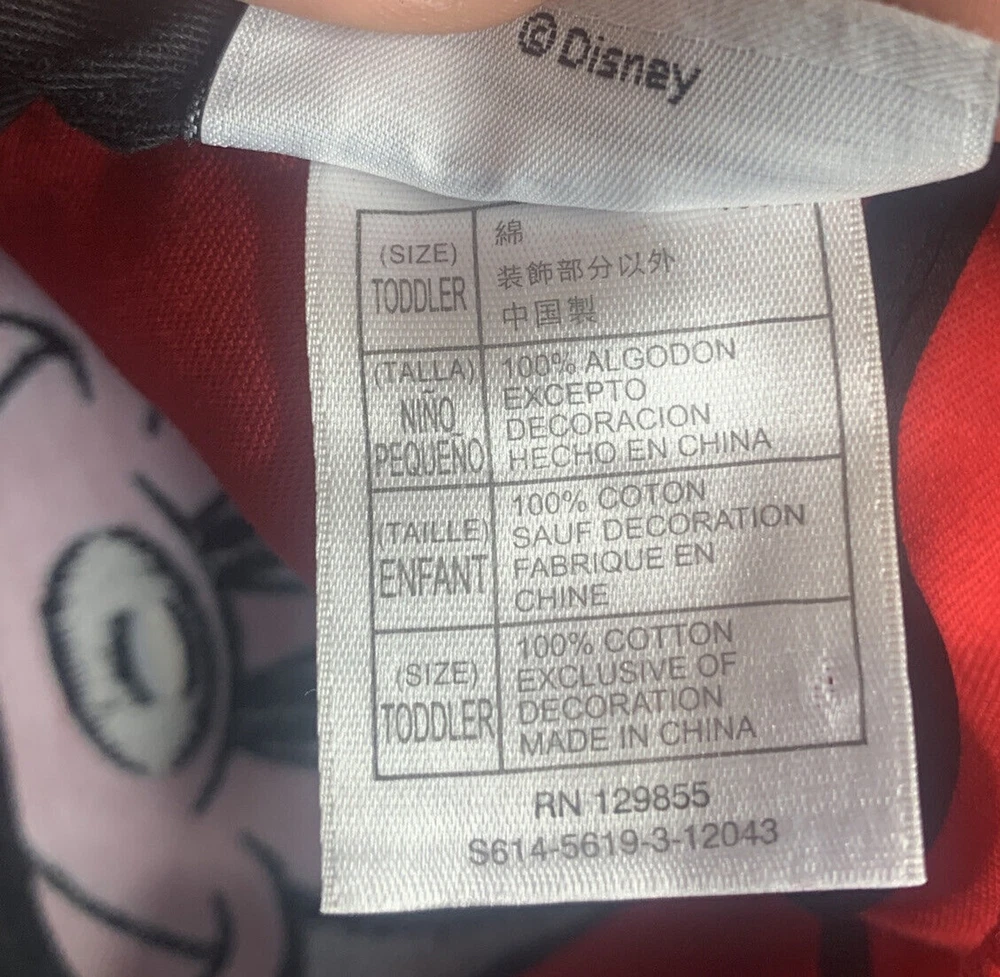 ©Disney
(SIZE)
TODDLER
綿
装飾部分以外
中国製
(TALLA)
NIÑO
PEQUEÑO
100% ALGODON
EXCEPTO
DECORACION
HECHO EN CHINA
(TAILLE)
ENFANT
100% COTON
SAUF DECORATION
FABRIQUE EN
CHINE
(SIZE)
TODDLER
100% COTTON
EXCLUSIVE OF
DECORATION
MADE IN CHINA
RN 129855
S614-5619-3-12043